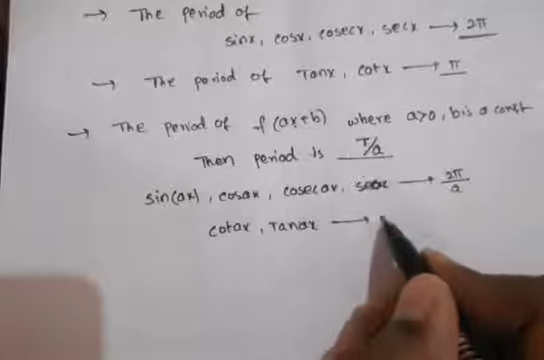 → The period of
sinx, cosx, cosecx, secx → 2π
→ The period of Tanx, cotx → π
→ The period of f(ax+b) where a>0, b is a const
Then period is T/a
sin(ax), cosax, cosecax, → 2π/a
cotax, Tanax →